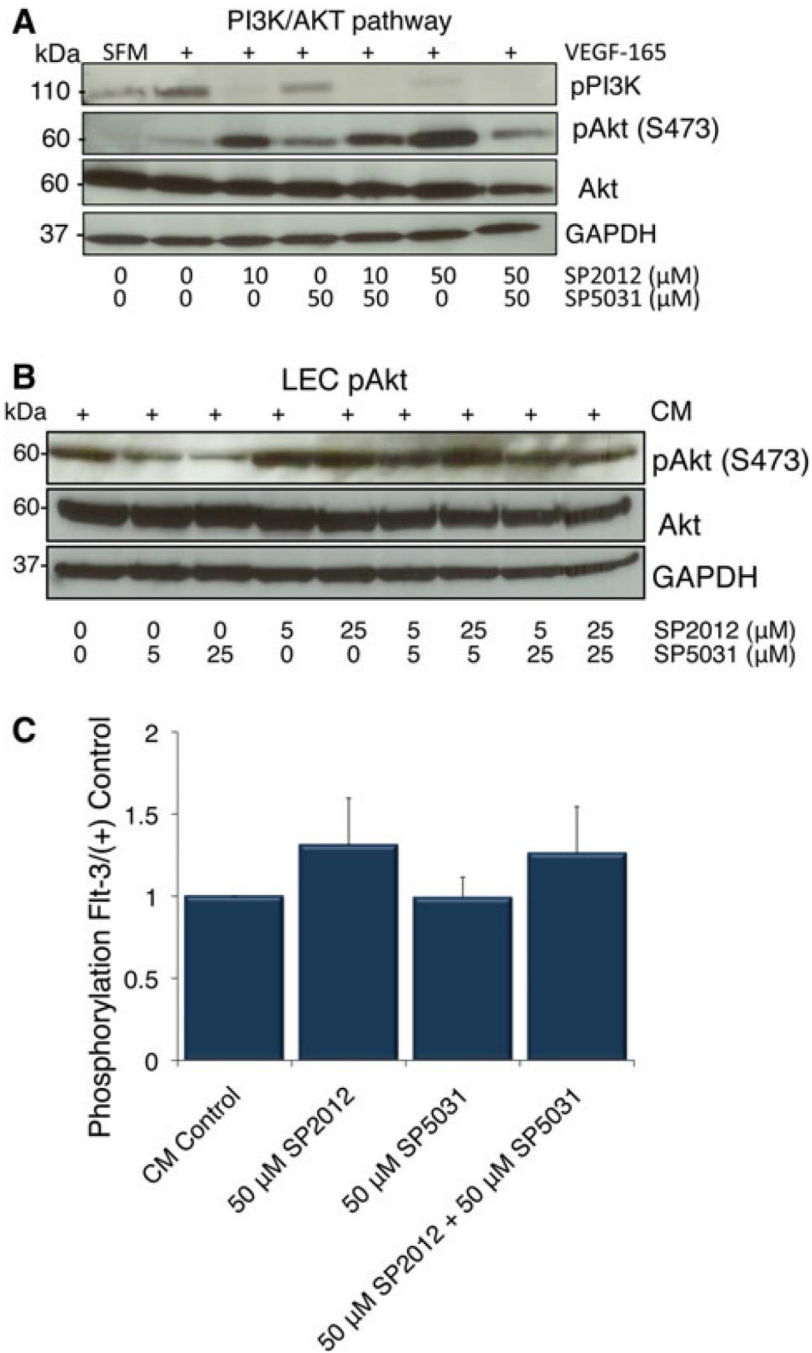 A
PI3K/AKT pathway
kDa SFM + + + + + + VEGF-165
110 pPI3K
60 pAkt (S473)
60 Akt
37 GAPDH
0 0 10 0 10 50 50 SP2012 (µM)
0 0 0 50 50 0 50 SP5031 (µM)
B
LEC pAkt
kDa + + + + + + + + + CM
60 pAkt (S473)
60 Akt
37 GAPDH
0 0 0 5 25 5 25 5 25 SP2012 (µM)
0 5 25 0 0 5 5 25 25 SP5031 (µM)
C
Phosphorylation Flt-3/(+) Control
2
1.5
1
0.5
0
CM Control
50 µM SP2012
50 µM SP5031
50 µM SP2012 + 50 µM SP5031